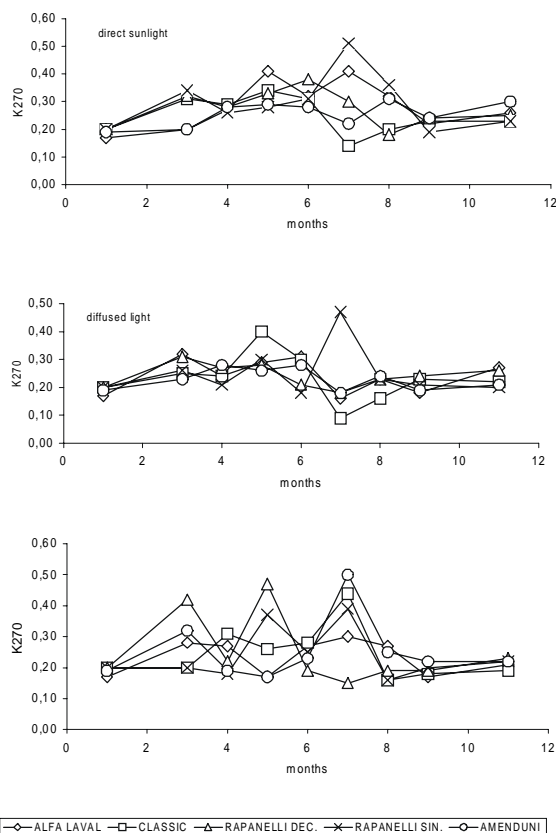 0,60
direct sunlight
0,50
0,40
K270
0,30
0,20
0,10
0,00
0 2 4 6 8 10 12
months
0,50
diffused light
0,40
K270
0,30
0,20
0,10
0,00
0 2 4 6 8 10 12
months
0,60
0,50
0,40
K270
0,30
0,20
0,10
0,00
0 2 4 6 8 10 12
months
ALFA LAVAL CLASSIC RAPANELLI DEC. RAPANELLI SIN. AMENDUNI